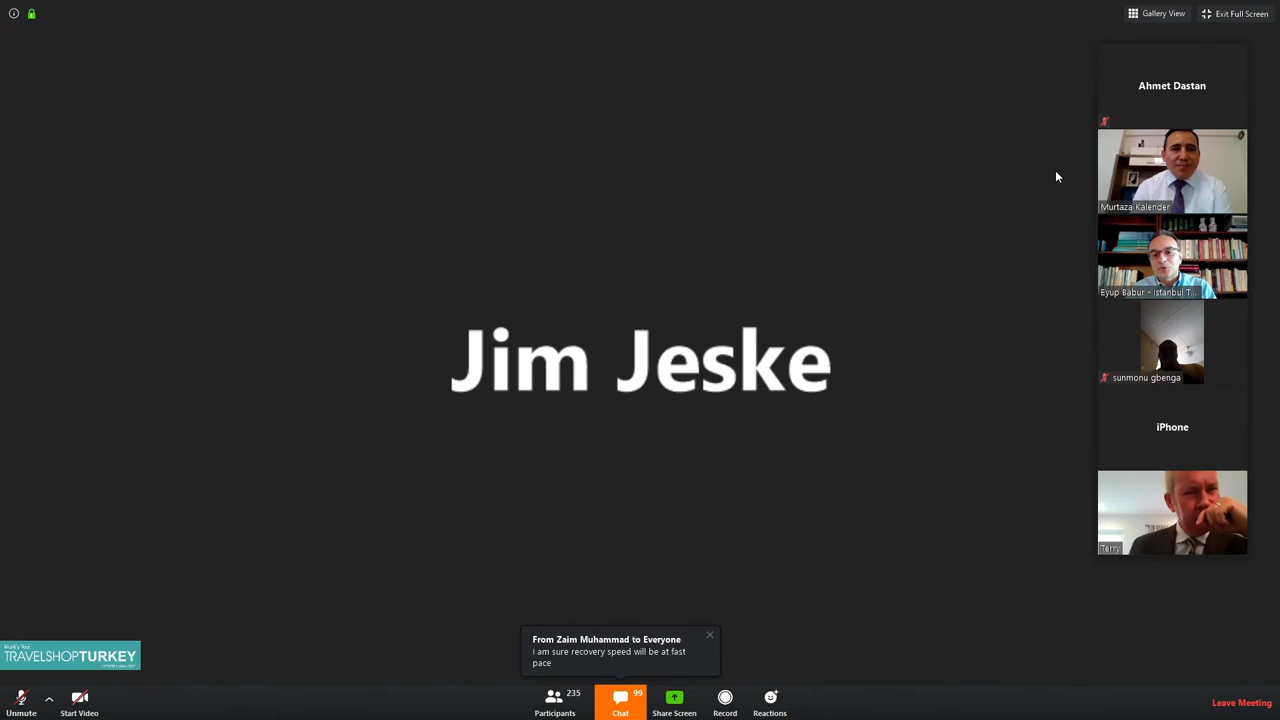 Gallery View
Exit Full Screen
Ahmet Dastan
Murtaza Kalender
Eyup Babur - Istanbul T...
sunmonu gbenga
Jim Jeske
iPhone
Terry
From Zaim Muhammad to Everyone
I am sure recovery speed will be at fast
pace
TRAVELSHOPTURKEY
235
99
Unmute
Start Video
Participants
Chat
Share Screen
Record
Reactions
Leave Meeting